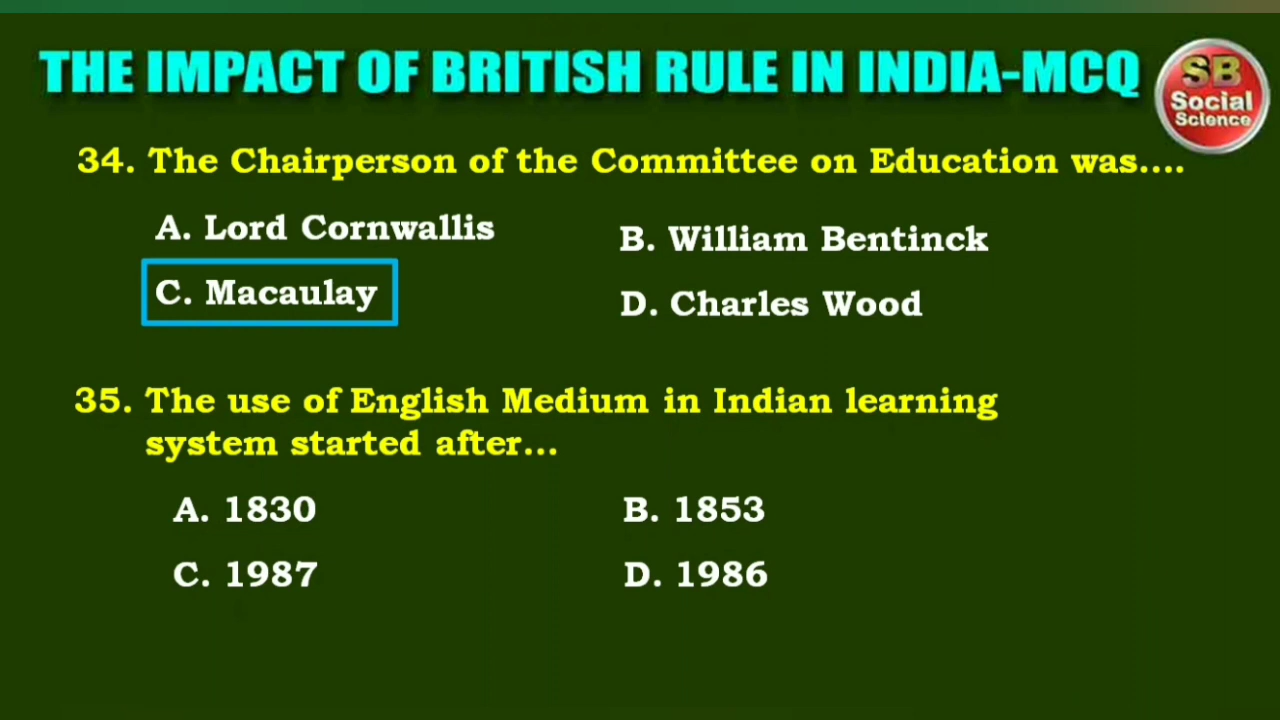 THE IMPACT OF BRITISH RULE IN INDIA-MCQ
SB
Social
Science
34. The Chairperson of the Committee on Education was....
A. Lord Cornwallis
B. William Bentinck
C. Macaulay
D. Charles Wood
35. The use of English Medium in Indian learning
system started after...
A. 1830
B. 1853
C. 1987
D. 1986